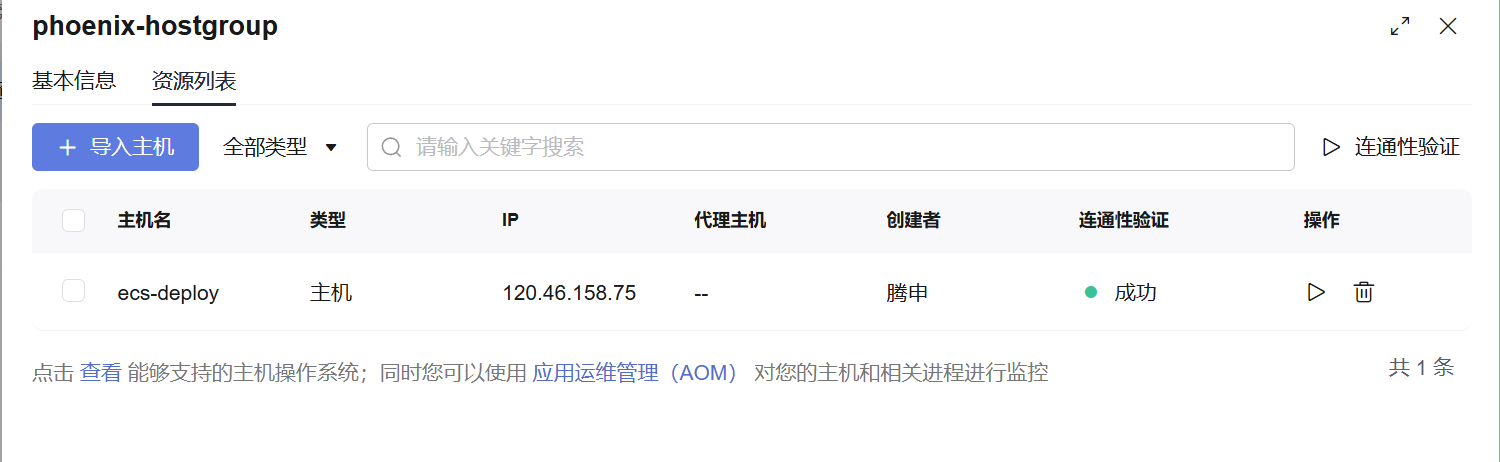 phoenix-hostgroup
基本信息 资源列表
导入主机 全部类型 请输入关键字搜索 连通性验证
主机名 类型 IP 代理主机 创建者 连通性验证 操作
ecs-deploy 主机 120.46.158.75 -- 腾申 成功
点击 查看 能够支持的主机操作系统；同时您可以使用 应用运维管理（AOM） 对您的主机和相关进程进行监控 共 1 条